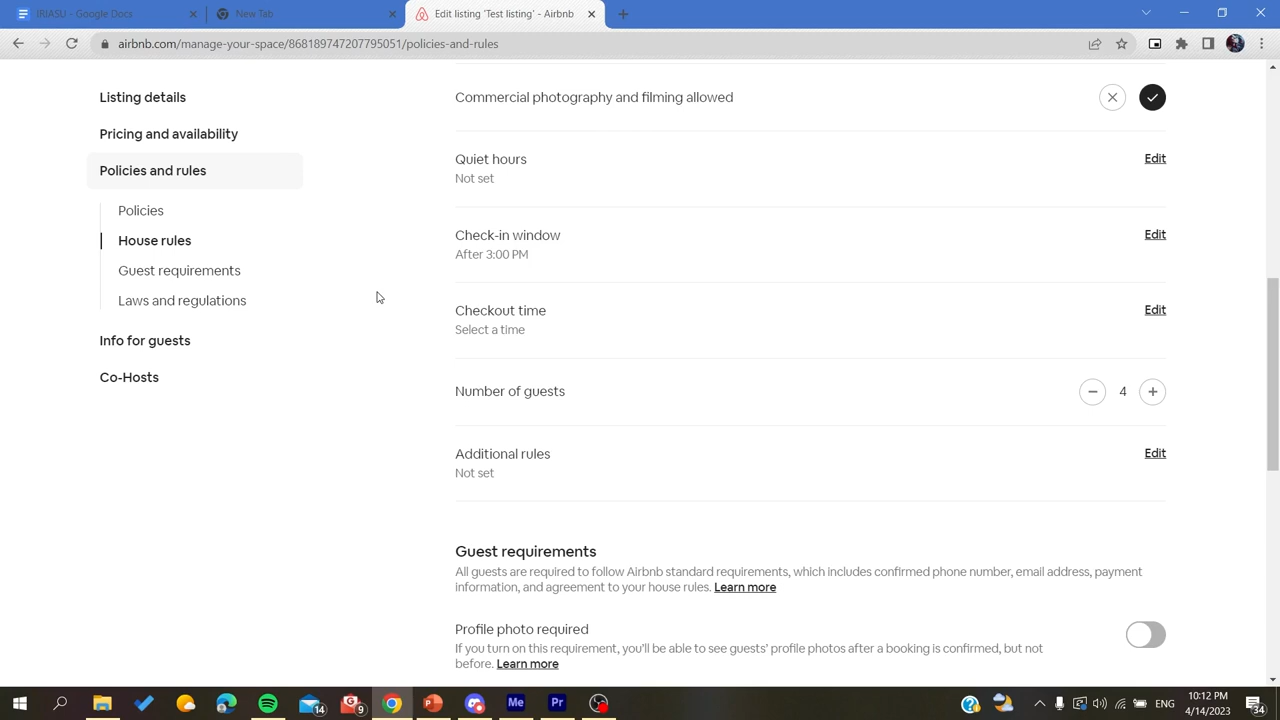 IRIASU - Google Docs
New Tab
Edit listing 'Test listing' - Airbnb
airbnb.com/manage-your-space/868189747207795051/policies-and-rules
Listing details
Pricing and availability
Policies and rules
Policies
House rules
Guest requirements
Laws and regulations
Info for guests
Co-Hosts
Commercial photography and filming allowed
Quiet hours
Edit
Not set
Check-in window
Edit
After 3:00 PM
Checkout time
Edit
Select a time
Number of guests
4
Additional rules
Edit
Not set
Guest requirements
All guests are required to follow Airbnb standard requirements, which includes confirmed phone number, email address, payment
information, and agreement to your house rules. Learn more
Profile photo required
If you turn on this requirement, you'll be able to see guests' profile photos after a booking is confirmed, but not
before. Learn more
14
9
Me
Pr
10:12 PM
4/14/2023
34